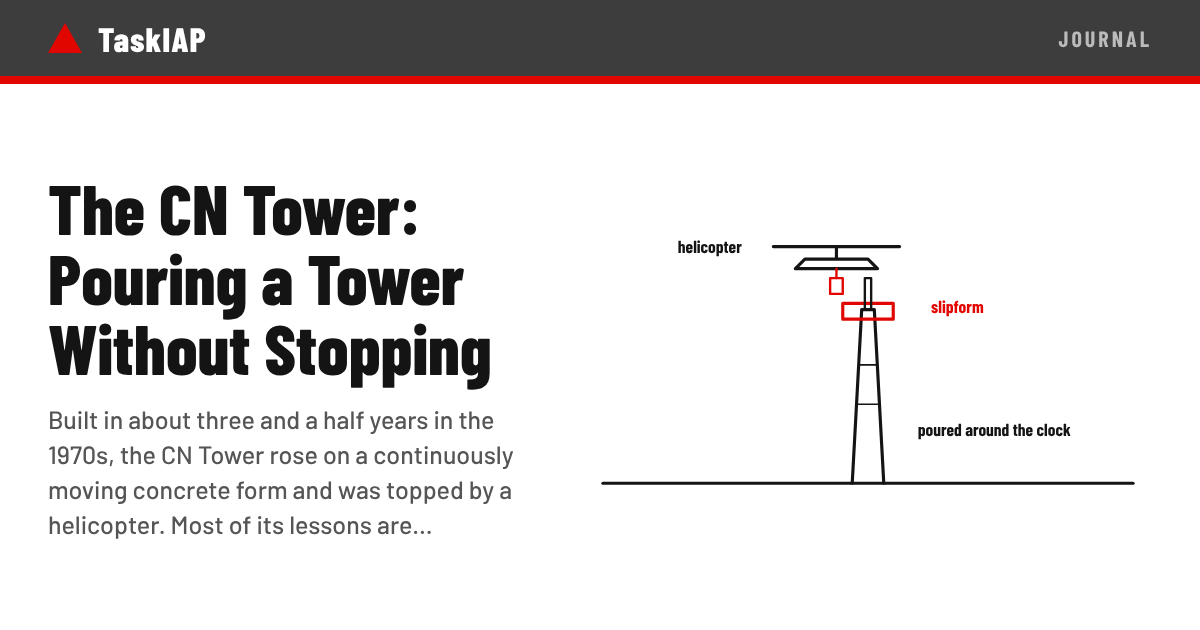 TaskIAP
JOURNAL
The CN Tower:
Pouring a Tower
Without Stopping
Built in about three and a half years in the
1970s, the CN Tower rose on a continuously
moving concrete form and was topped by a
helicopter. Most of its lessons are...
helicopter
slipform
poured around the clock